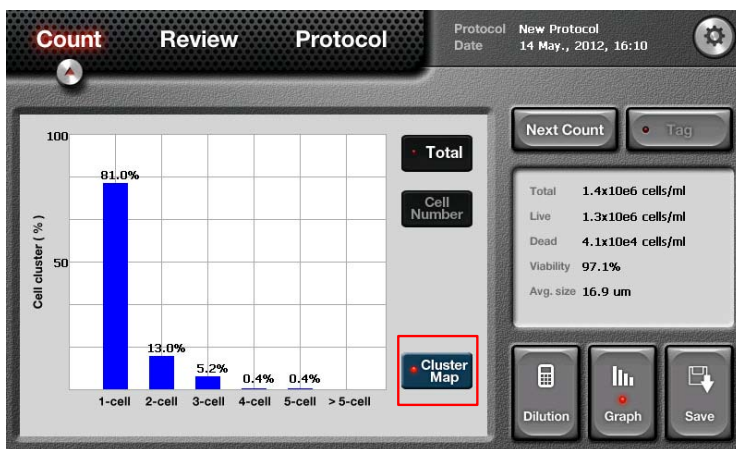 Count Review Protocol
Protocol New Protocol
Date 14 May., 2012, 16:10
100
50
Cell cluster ( % )
81.0%
13.0%
5.2%
0.4%
0.4%
1-cell 2-cell 3-cell 4-cell 5-cell > 5-cell
Total
Cell
Number
Cluster
Map
Next Count
Tag
Total 1.4x10e6 cells/ml
Live 1.3x10e6 cells/ml
Dead 4.1x10e4 cells/ml
Viability 97.1%
Avg. size 16.9 um
Dilution
Graph
Save